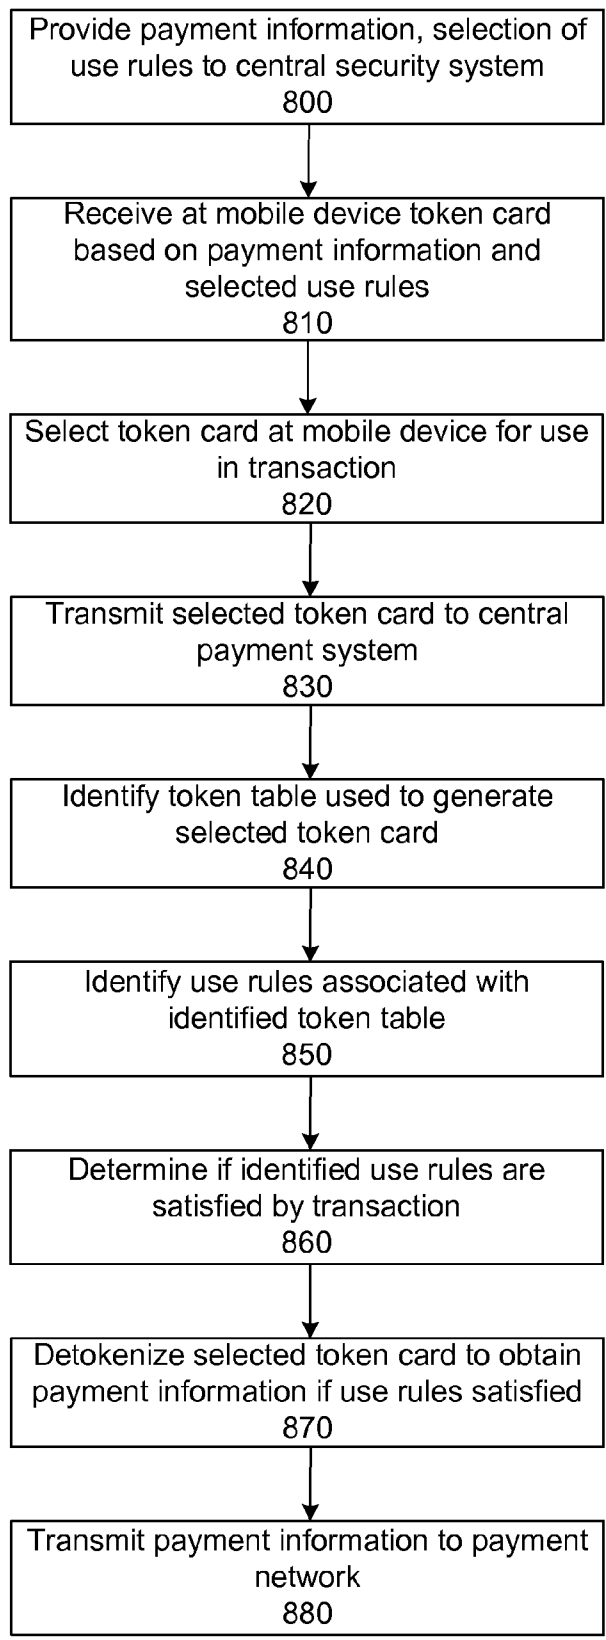 Provide payment information, selection of
use rules to central security system
800
Receive at mobile device token card
based on payment information and
selected use rules
810
Select token card at mobile device for use
in transaction
820
Transmit selected token card to central
payment system
830
Identify token table used to generate
selected token card
840
Identify use rules associated with
identified token table
850
Determine if identified use rules are
satisfied by transaction
860
Detokenize selected token card to obtain
payment information if use rules satisfied
870
Transmit payment information to payment
network
880